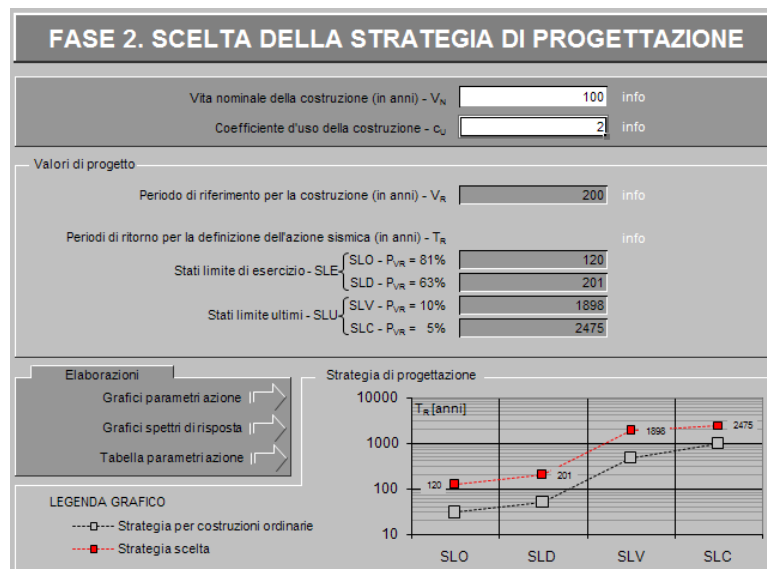 FASE 2. SCELTA DELLA STRATEGIA DI PROGETTAZIONE
Vita nominale della costruzione (in anni) - VN 100 info
Coefficiente d'uso della costruzione - cU 2 info
Valori di progetto
Periodo di riferimento per la costruzione (in anni) - VR 200 info
Periodi di ritorno per la definizione dell'azione sismica (in anni) - TR info
Stati limite di esercizio - SLE
SLO - PVR = 81% 120
SLD - PVR = 63% 201
Stati limite ultimi - SLU
SLV - PVR = 10% 1898
SLC - PVR = 5% 2475
Elaborazioni
Grafici parametri azione
Grafici spettri di risposta
Tabella parametri azione
LEGENDA GRAFICO
Strategia per costruzioni ordinarie
Strategia scelta
Strategia di progettazione
TR [anni]
10000
1000
100
10
120
201
1898
2475
SLO SLD SLV SLC